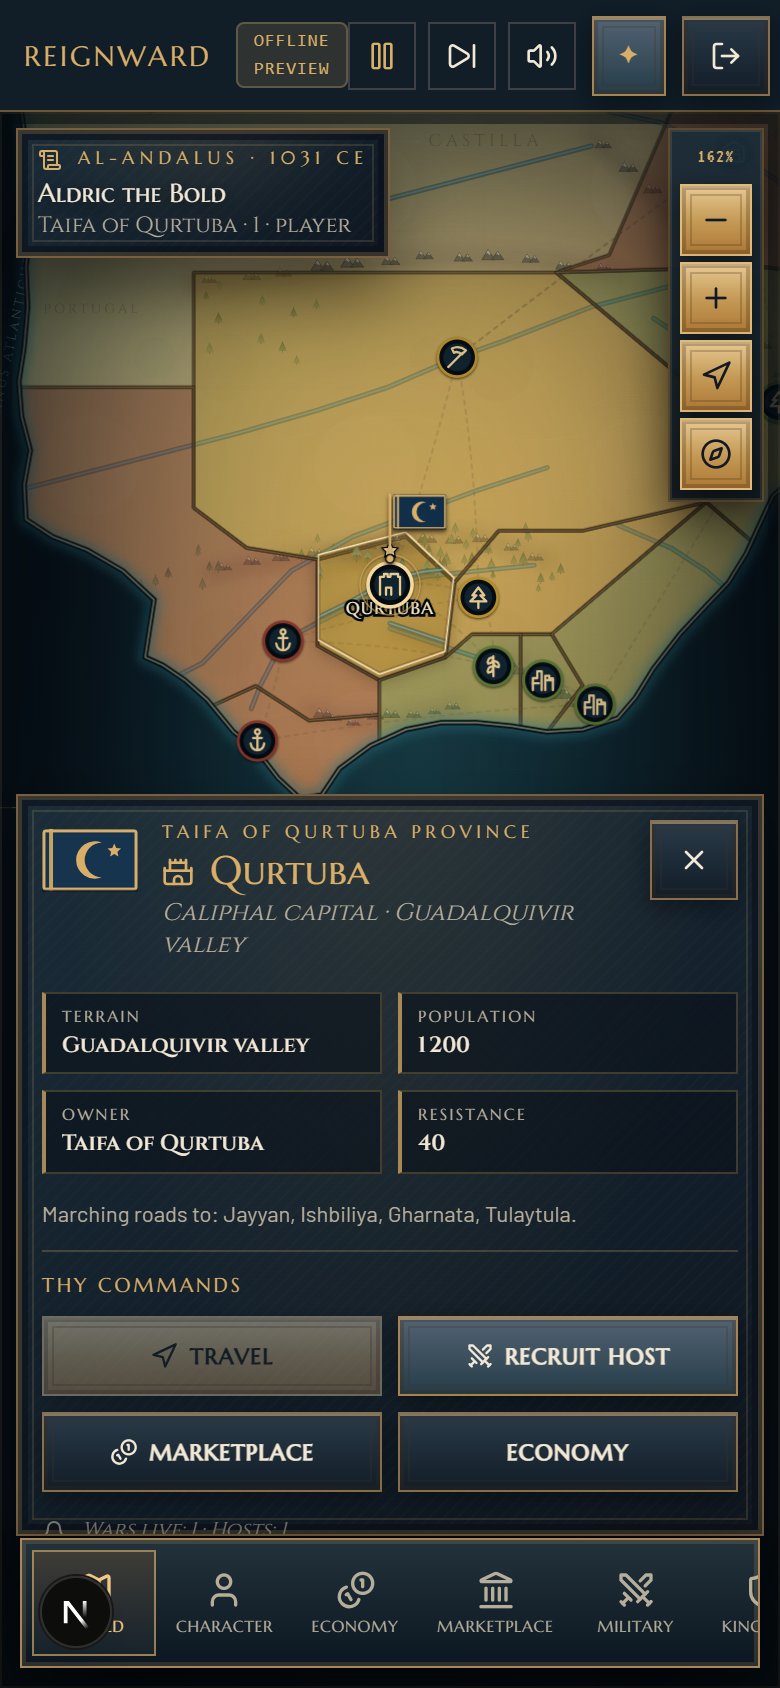 REIGNWARD
OFFLINE
PREVIEW
AL-ANDALUS · 1031 CE
ALDRIC THE BOLD
TAIFA OF QURTUBA · 1 · PLAYER
CASTILLA
162%
PORTUGAL
QURTUBA
TAIFA OF QURTUBA PROVINCE
QURTUBA
CALIPHAL CAPITAL · GUADALQUIVIR
VALLEY
TERRAIN
GUADALQUIVIR VALLEY
POPULATION
1200
OWNER
TAIFA OF QURTUBA
RESISTANCE
40
Marching roads to: Jayyan, Ishbiliya, Gharnata, Tulaytula.
THY COMMANDS
TRAVEL
RECRUIT HOST
MARKETPLACE
ECONOMY
WARS LIVE: 1 · HOSTS: 1
N
CHARACTER
ECONOMY
MARKETPLACE
MILITARY